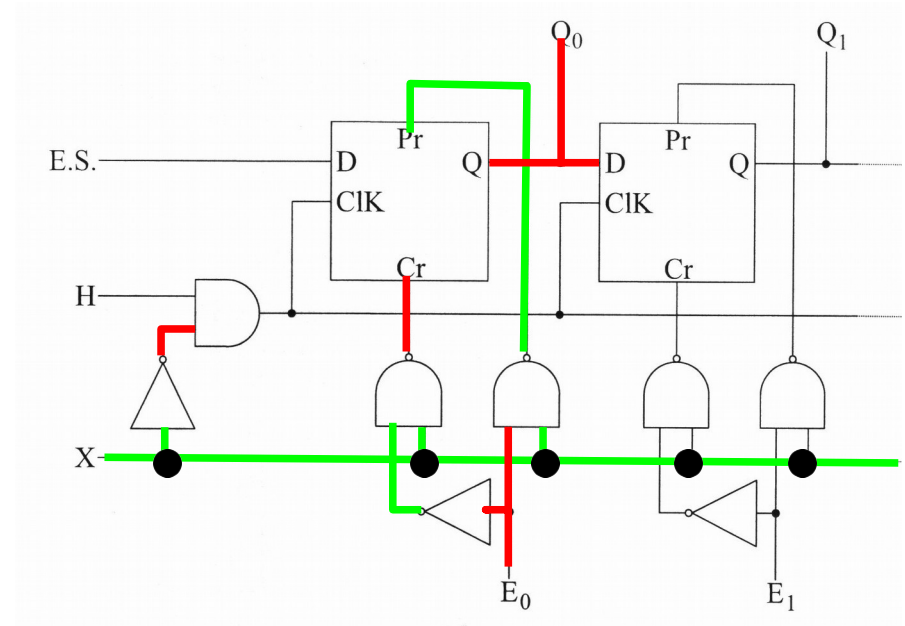 Q0 Q1
Pr Pr
E.S. D Q D Q
ClK ClK
Cr Cr
H
X
E0 E1